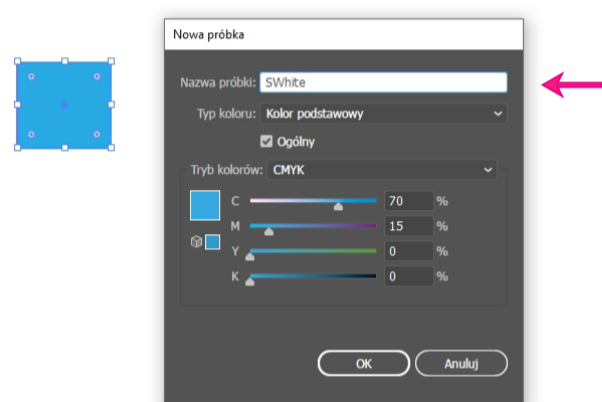 Nowa próbka
Nazwa próbki: SWhite
Typ koloru: Kolor podstawowy
Ogólny
Tryb kolorów: CMYK
C 70 %
M 15 %
Y 0 %
K 0 %
OK Anuluj